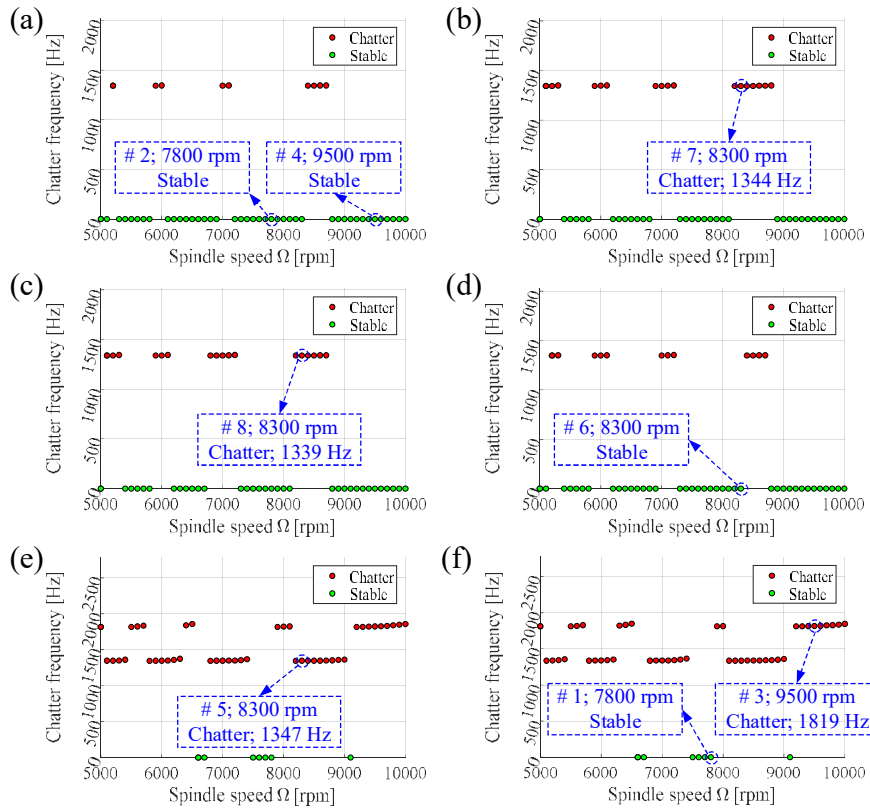 (a)
Chatter frequency [Hz]
2000
1500
1000
500
0
Chatter
Stable
# 2; 7800 rpm
Stable
# 4; 9500 rpm
Stable
5000 6000 7000 8000 9000 10000
Spindle speed Ω [rpm]
(b)
Chatter frequency [Hz]
2000
1500
1000
500
0
Chatter
Stable
# 7; 8300 rpm
Chatter; 1344 Hz
5000 6000 7000 8000 9000 10000
Spindle speed Ω [rpm]
(c)
Chatter frequency [Hz]
2000
1500
1000
500
0
Chatter
Stable
# 8; 8300 rpm
Chatter; 1339 Hz
5000 6000 7000 8000 9000 10000
Spindle speed Ω [rpm]
(d)
Chatter frequency [Hz]
2000
1500
1000
500
0
Chatter
Stable
# 6; 8300 rpm
Stable
5000 6000 7000 8000 9000 10000
Spindle speed Ω [rpm]
(e)
Chatter frequency [Hz]
2500
2000
1500
1000
500
0
Chatter
Stable
# 5; 8300 rpm
Chatter; 1347 Hz
5000 6000 7000 8000 9000 10000
Spindle speed Ω [rpm]
(f)
Chatter frequency [Hz]
2500
2000
1500
1000
500
0
Chatter
Stable
# 1; 7800 rpm
Stable
# 3; 9500 rpm
Chatter; 1819 Hz
5000 6000 7000 8000 9000 10000
Spindle speed Ω [rpm]